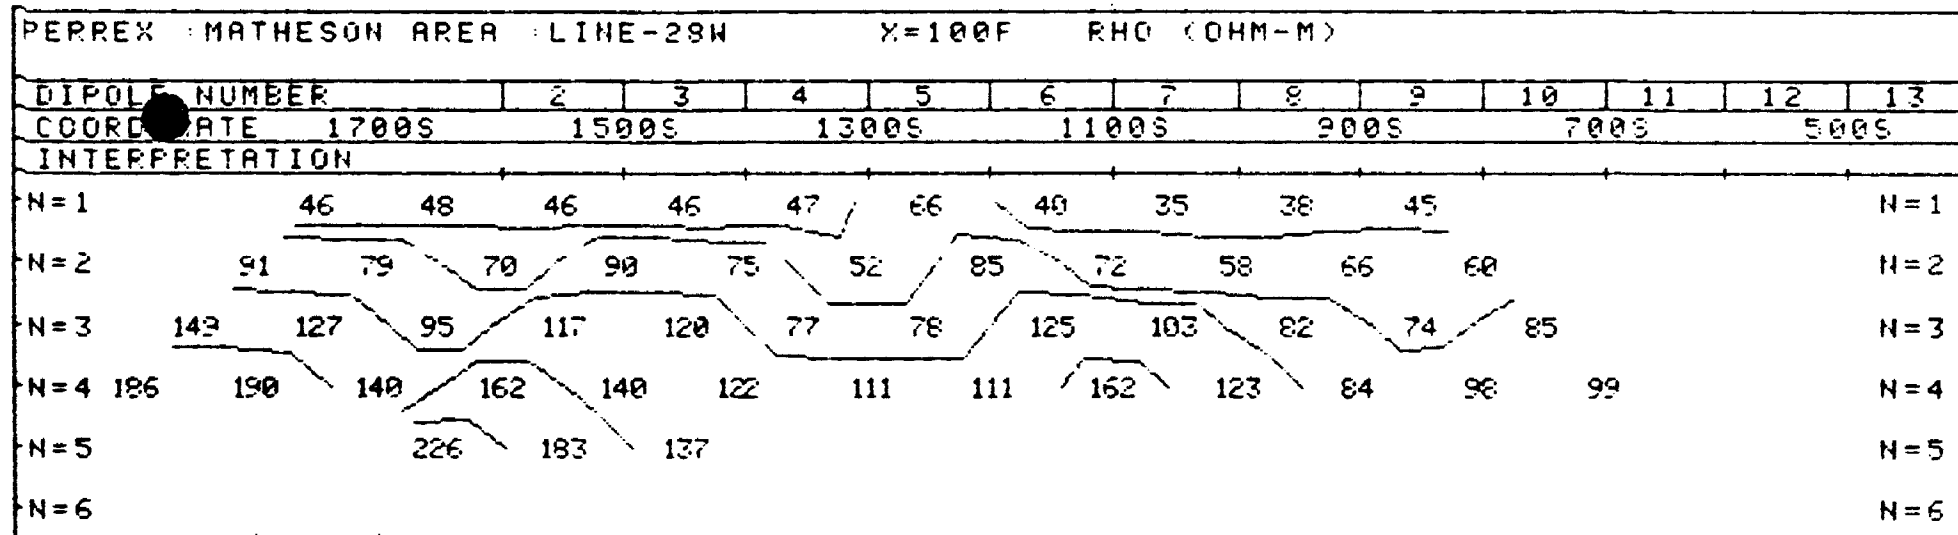 PERREX :MATHESON AREA :LINE-28W X=100F RHO (OHM-M)
DIPOLE NUMBER 2 3 4 5 6 7 8 9 10 11 12 13
COORD ATE 1700S 1500S 1300S 1100S 900S 700S 500S
INTERPRETATION
N=1 46 48 46 46 47 66 40 35 38 45 N=1
N=2 91 79 70 90 75 52 85 72 58 66 60 N=2
N=3 149 127 95 117 120 77 78 125 103 82 74 85 N=3
N=4 186 190 140 162 140 122 111 111 162 123 84 98 99 N=4
N=5 226 183 137 N=5
N=6 N=6